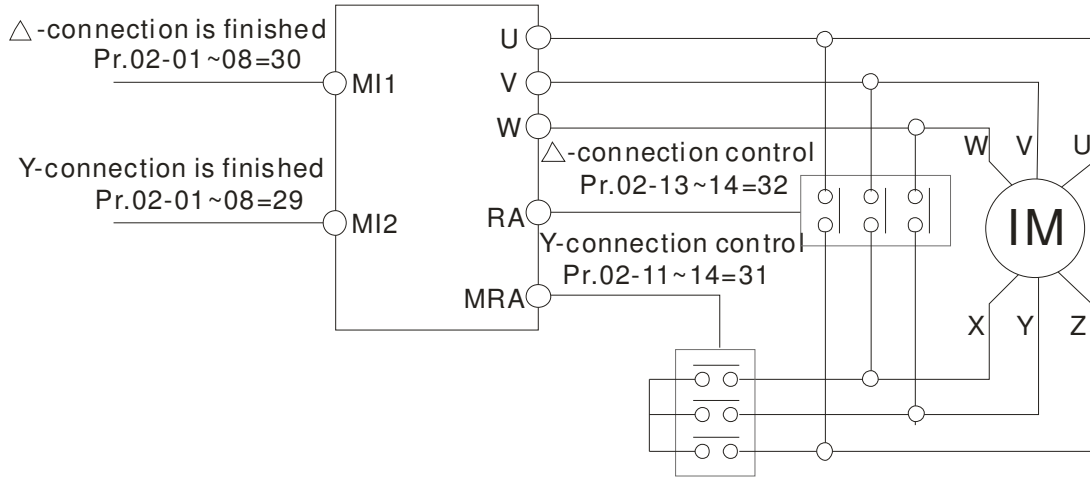 △-connection is finished
Pr.02-01~08=30
MI1
Y-connection is finished
Pr.02-01~08=29
MI2
U
V
W
RA
MRA
△-connection control
Pr.02-13~14=32
Y-connection control
Pr.02-11~14=31
W V U
IM
X Y Z